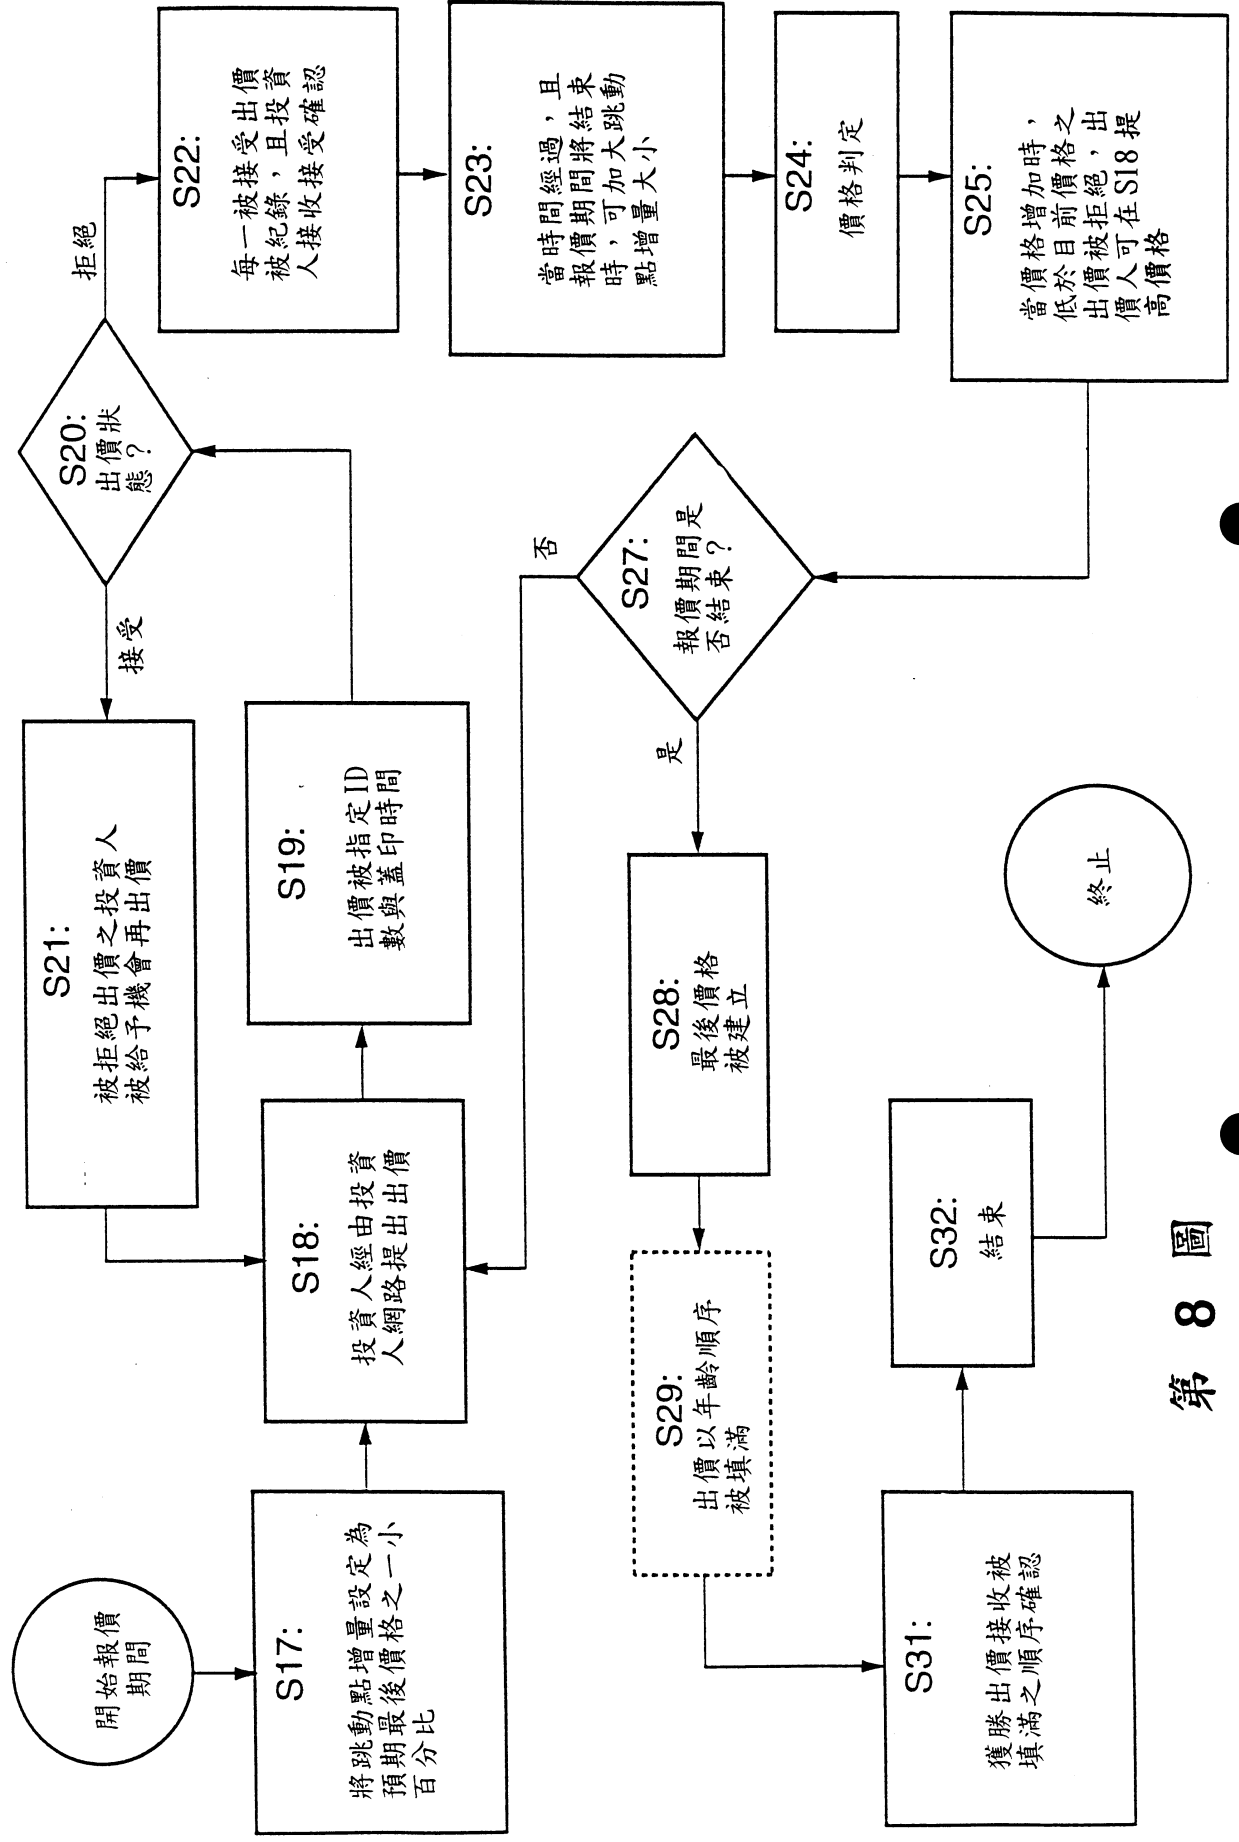 開始報價
期間
S17:
將跳動點增量設定為
預期最後價格之一小
百分比
S18:
投資人經由投資
人網路提出出價
S19:
出價被指定ID
數與蓋印時間
S20:
出價狀
態?
接受
拒絕
S21:
被拒絕出價之投資人
被給予機會再出價
S22:
每一被接受出價
被紀錄,且投資
人接收接受確認
S23:
當時間經過,且
報價期間將結束
時,可加大跳動
點增量大小
S24:
價格判定
S25:
當價格增加時,
低於目前價格之
出價被拒絕,出
價人可在S18提
高價格
S27:
報價期間是
否結束?
否
是
S28:
最後價格
被建立
S29:
出價以年齡順序
被填滿
S31:
獲勝出價接收被
填滿之順序確認
S32:
結束
終止
第 8 圖